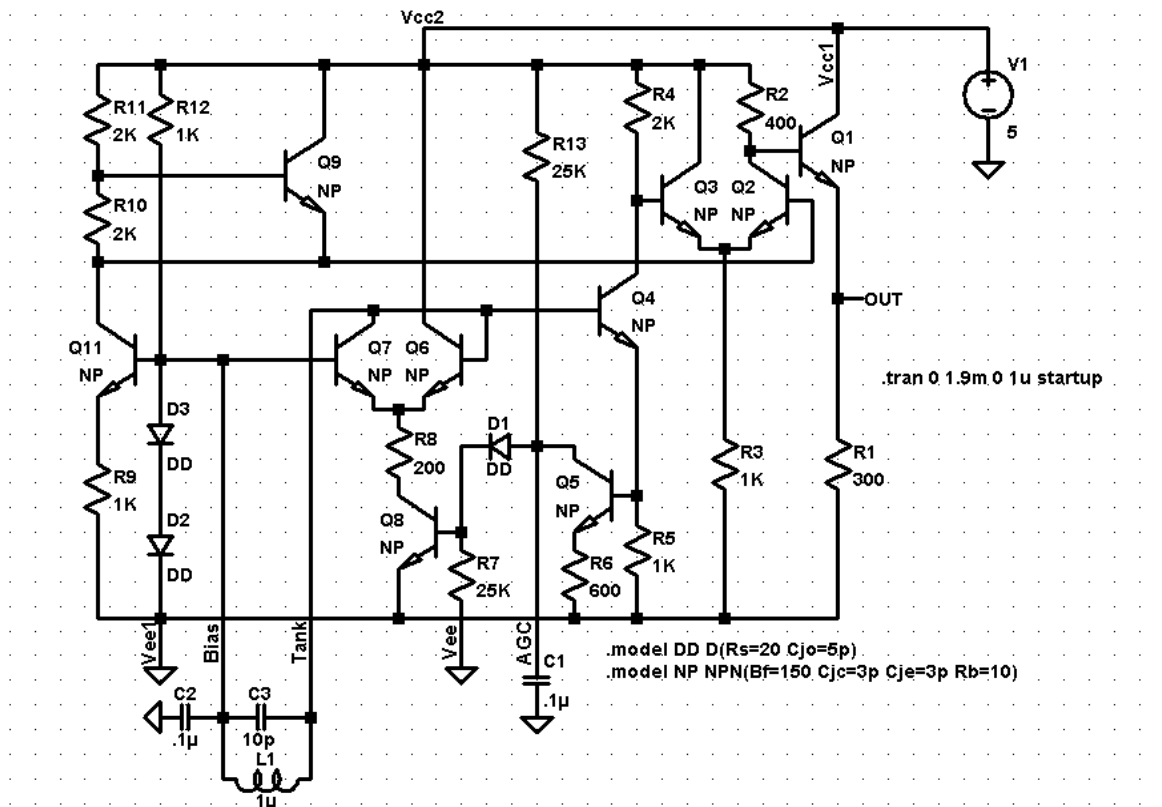 Vcc2
Vcc1
V1
5
R11
2K
R12
1K
Q9
NP
R10
2K
R13
25K
R4
2K
R2
400
Q1
NP
Q3
NP
Q2
NP
OUT
Q4
NP
Q11
NP
Q7
NP
Q6
NP
.tran 0 1.9m 0 1u startup
D3
DD
D1
DD
R8
200
Q5
NP
R9
1K
D2
DD
Q8
NP
R7
25K
R6
600
R5
1K
R3
1K
R1
300
Vee1
Bias
Tank
Vee
AGC
C1
.1µ
.model DD D(Rs=20 Cjo=5p)
.model NP NPN(Bf=150 Cjc=3p Cje=3p Rb=10)
C2
.1µ
C3
10p
L1
1µ